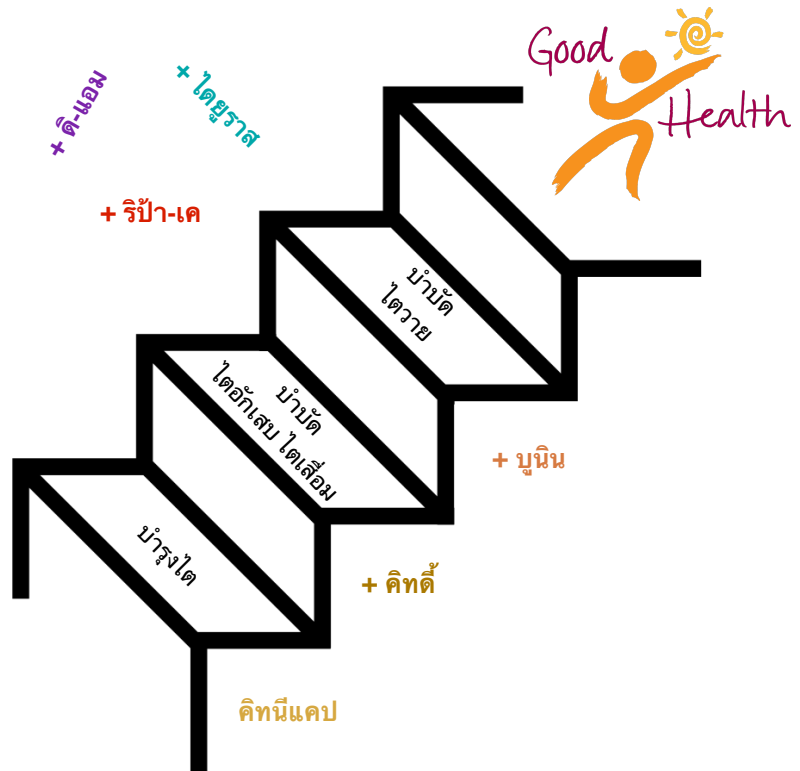 Good
Health
+ ดิ-แอม
+ ไดยูราส
+ ริป้า-เค
บำบัด
ไตวาย
บำบัด
ไตอักเสบ ไตเสื่อม
+ บูนิน
บำรุงไต
+ คิทดี้
คิทนีแคป